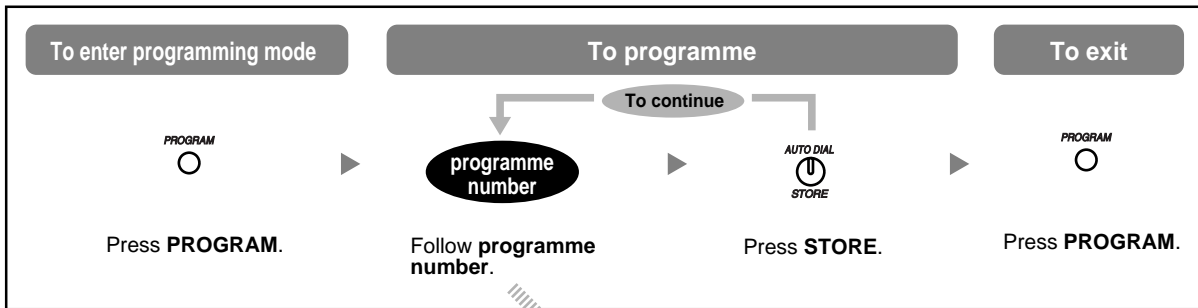 To enter programming mode
To programme
To exit
To continue
PROGRAM
programme
number
AUTO DIAL
STORE
PROGRAM
Press PROGRAM.
Follow programme
number.
Press STORE.
Press PROGRAM.